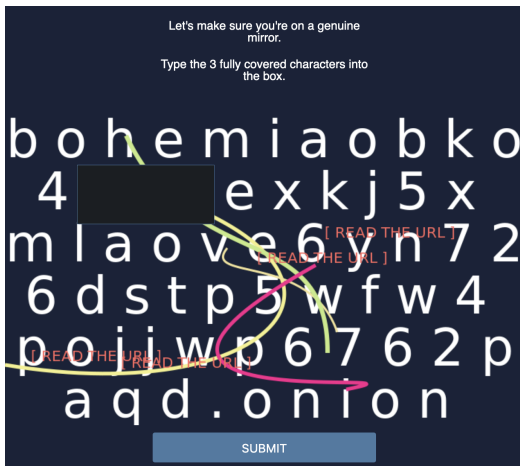 Let's make sure you're on a genuine
mirror.
Type the 3 fully covered characters into
the box.
b o h e m i a o b k o
4 e x k j 5 x
m l a o v e 6 y n 7 2
[ READ THE URL ]
[ READ THE URL ]
6 d s t p 5 w f w 4
p o j j w p 6 7 6 2 p
[ READ THE URL ]
[ READ THE URL ]
a q d . o n i o n
SUBMIT